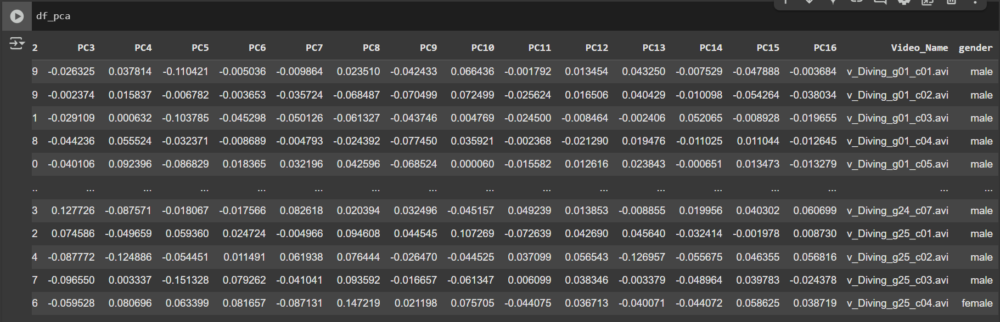 df_pca
2 PC3 PC4 PC5 PC6 PC7 PC8 PC9 PC10 PC11 PC12 PC13 PC14 PC15 PC16 Video_Name gender
9 -0.026325 0.037814 -0.110421 -0.005036 -0.009864 0.023510 -0.042433 0.066436 -0.001792 0.013454 0.043250 -0.007529 -0.047888 -0.003684 v_Diving_g01_c01.avi male
9 -0.002374 0.015837 -0.006782 -0.003653 -0.035724 -0.068487 -0.070499 0.072499 -0.025624 0.016506 0.040429 -0.010098 -0.054264 -0.038034 v_Diving_g01_c02.avi male
1 -0.029109 0.000632 -0.103785 -0.045298 -0.050126 -0.061327 -0.043746 0.004769 -0.024500 -0.008464 -0.002406 0.052065 -0.008928 -0.019655 v_Diving_g01_c03.avi male
8 -0.044236 0.055524 -0.032371 -0.008689 -0.004793 -0.024392 -0.077450 0.035921 -0.002368 -0.021290 0.019476 -0.011025 0.011044 -0.012645 v_Diving_g01_c04.avi male
0 -0.040106 0.092396 -0.086829 0.018365 0.032196 0.042596 -0.068524 0.000060 -0.015582 0.012616 0.023843 -0.000651 0.013473 -0.013279 v_Diving_g01_c05.avi male
.. ... ... ... ... ... ... ... ... ... ... ... ... ... ... ... ...
3 0.127726 -0.087571 -0.018067 -0.017566 0.082618 0.020394 0.032496 -0.045157 0.049239 0.013853 -0.008855 0.019956 0.040302 0.060699 v_Diving_g24_c07.avi male
2 0.074586 -0.049659 0.059360 0.024724 -0.004966 0.094608 0.044545 0.107269 -0.072639 0.042690 0.045640 -0.032414 -0.001978 0.008730 v_Diving_g25_c01.avi male
4 -0.087772 -0.124886 -0.054451 0.011491 0.061938 0.076444 -0.026470 -0.044525 0.037099 0.056543 -0.126957 -0.055675 0.046355 0.056816 v_Diving_g25_c02.avi male
7 -0.096550 0.003337 -0.151328 0.079262 -0.041041 0.093592 -0.016657 -0.061347 0.006099 0.038346 -0.003379 -0.048964 0.039783 -0.024378 v_Diving_g25_c03.avi male
6 -0.059528 0.080696 0.063399 0.081657 -0.087131 0.147219 0.021198 0.075705 -0.044075 0.036713 -0.040071 -0.044072 0.058625 0.038719 v_Diving_g25_c04.avi female